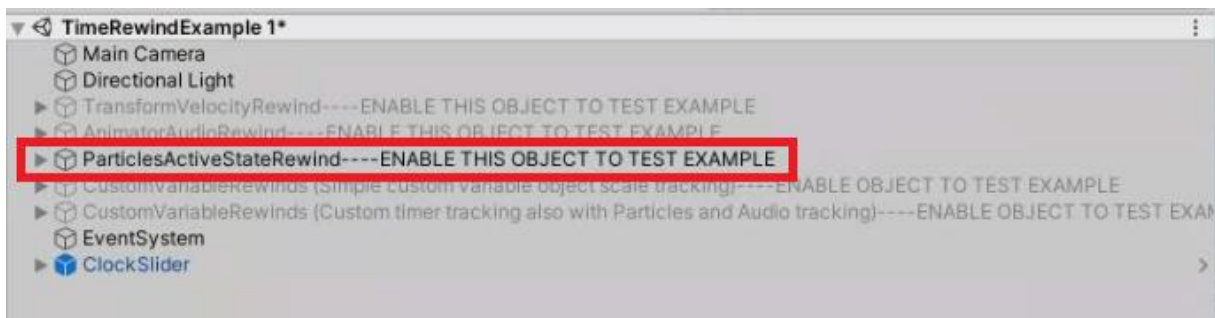 TimeRewindExample 1*
Main Camera
Directional Light
TransformVelocityRewind----ENABLE THIS OBJECT TO TEST EXAMPLE
AnimatorAudioRewind----ENABLE THIS OBJECT TO TEST EXAMPLE
ParticlesActiveStateRewind----ENABLE THIS OBJECT TO TEST EXAMPLE
CustomVariableRewinds (Simple custom variable object scale tracking)----ENABLE OBJECT TO TEST EXAMPLE
CustomVariableRewinds (Custom timer tracking also with Particles and Audio tracking)----ENABLE OBJECT TO TEST EXAM
EventSystem
ClockSlider